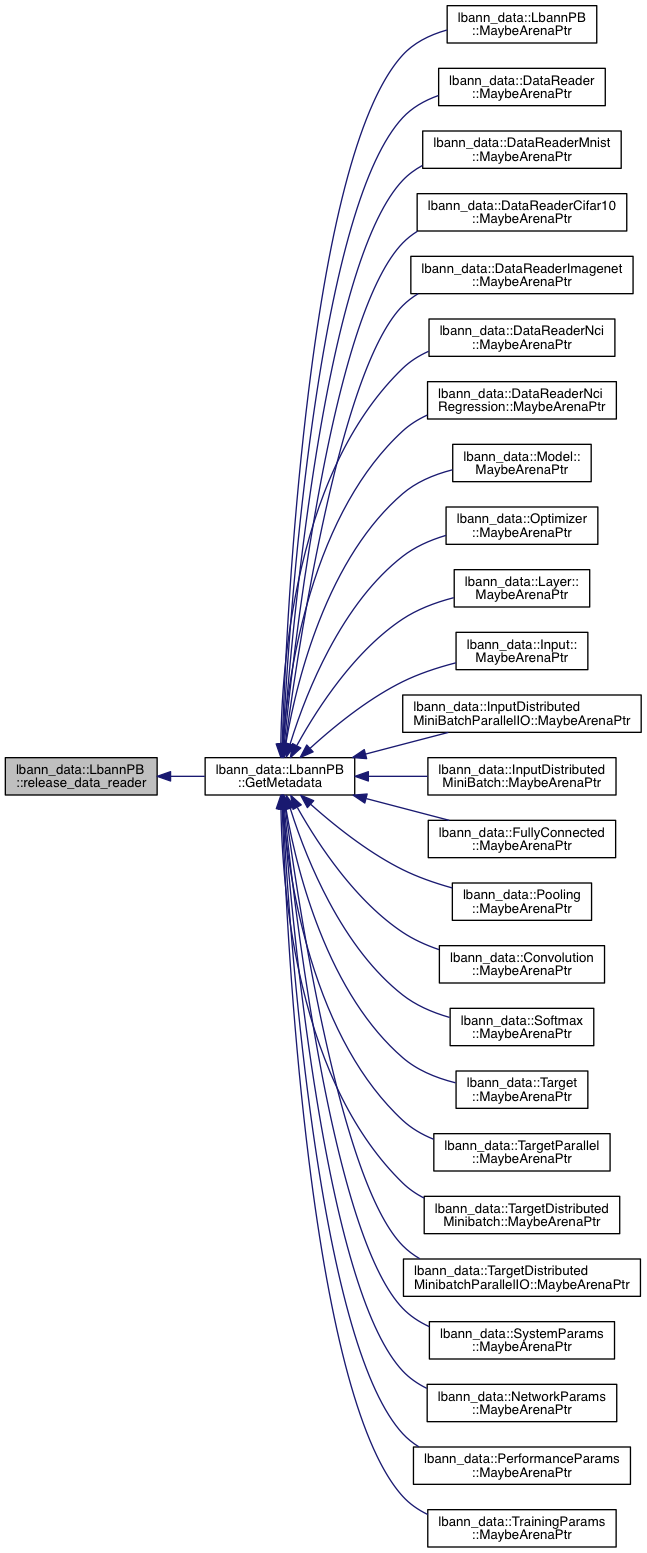 lbann_data::LbannPB
::MaybeArenaPtr
lbann_data::DataReader
::MaybeArenaPtr
lbann_data::DataReaderMnist
::MaybeArenaPtr
lbann_data::DataReaderCifar10
::MaybeArenaPtr
lbann_data::DataReaderImagenet
::MaybeArenaPtr
lbann_data::DataReaderNci
::MaybeArenaPtr
lbann_data::DataReaderNci
Regression::MaybeArenaPtr
lbann_data::Model::
MaybeArenaPtr
lbann_data::Optimizer
::MaybeArenaPtr
lbann_data::Layer::
MaybeArenaPtr
lbann_data::Input::
MaybeArenaPtr
lbann_data::InputDistributed
MiniBatchParallelIO::MaybeArenaPtr
lbann_data::LbannPB
::release_data_reader
lbann_data::LbannPB
::GetMetadata
lbann_data::InputDistributed
MiniBatch::MaybeArenaPtr
lbann_data::FullyConnected
::MaybeArenaPtr
lbann_data::Pooling
::MaybeArenaPtr
lbann_data::Convolution
::MaybeArenaPtr
lbann_data::Softmax
::MaybeArenaPtr
lbann_data::Target
::MaybeArenaPtr
lbann_data::TargetParallel
::MaybeArenaPtr
lbann_data::TargetDistributed
Minibatch::MaybeArenaPtr
lbann_data::TargetDistributed
MinibatchParallelIO::MaybeArenaPtr
lbann_data::SystemParams
::MaybeArenaPtr
lbann_data::NetworkParams
::MaybeArenaPtr
lbann_data::PerformanceParams
::MaybeArenaPtr
lbann_data::TrainingParams
::MaybeArenaPtr